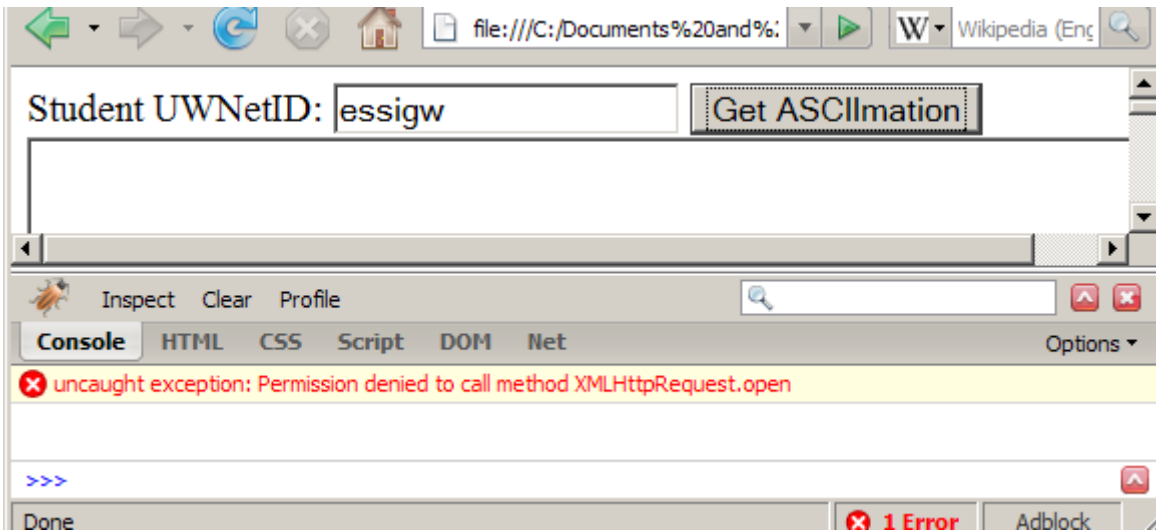 file:///C:/Documents%20and%: W Wikipedia (Eng
Student UWNetID: essigw Get ASCIImation
Inspect Clear Profile
Console HTML CSS Script DOM Net Options
uncaught exception: Permission denied to call method XMLHttpRequest.open
>>>
Done 1 Error Adblock